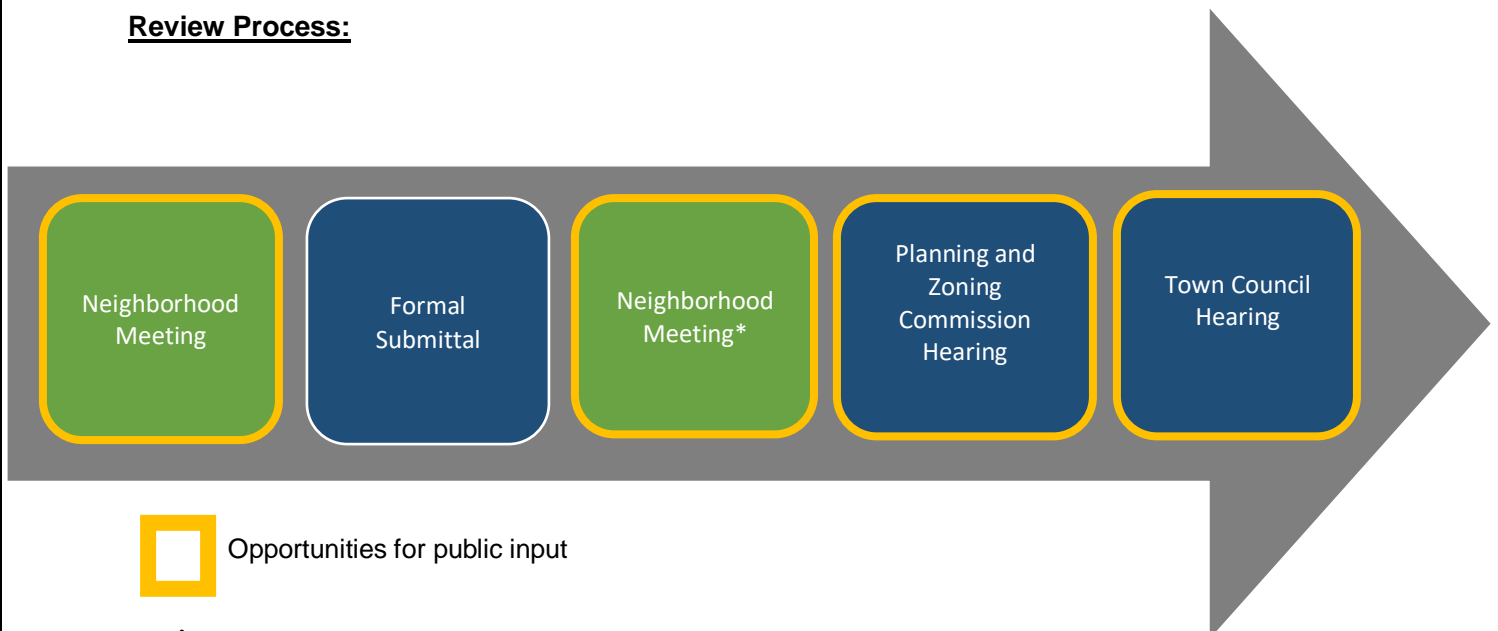 Review Process:
Neighborhood
Meeting
Formal
Submittal
Neighborhood
Meeting*
Planning and
Zoning
Commission
Hearing
Town Council
Hearing
Opportunities for public input